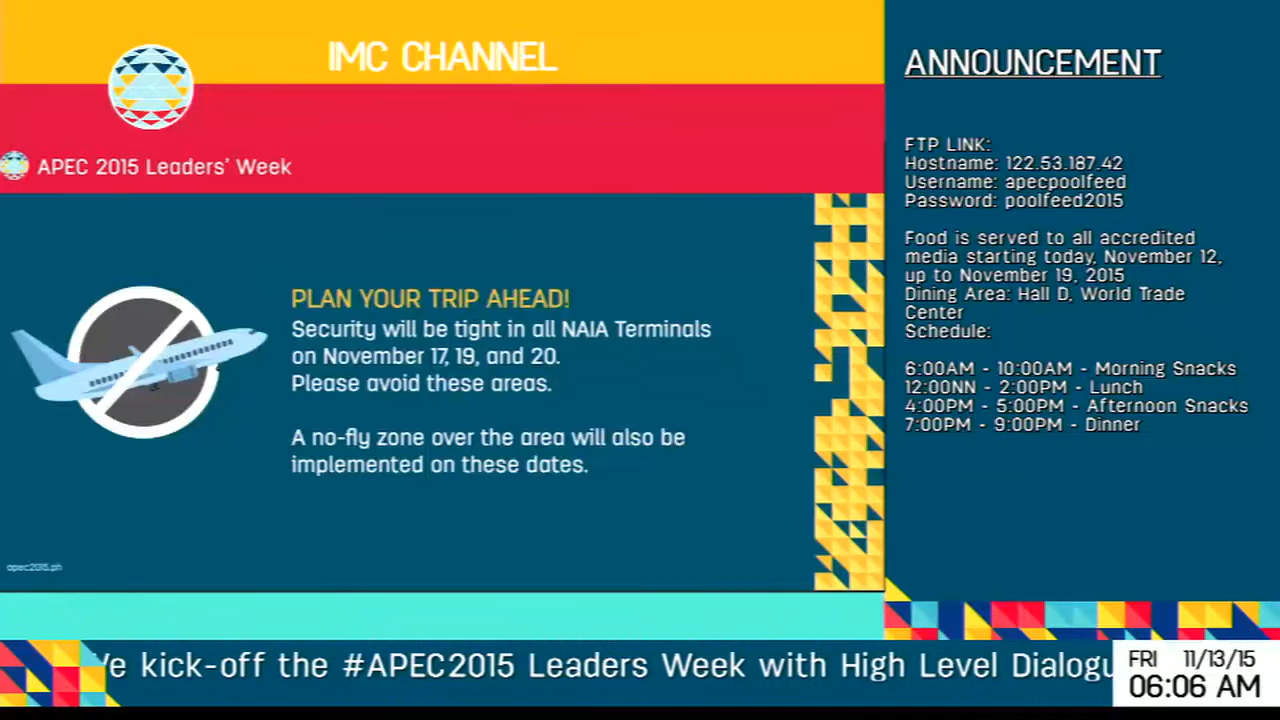 IMC CHANNEL
APEC 2015 Leaders' Week
PLAN YOUR TRIP AHEAD!
Security will be tight in all NAIA Terminals
on November 17, 19, and 20.
Please avoid these areas.
A no-fly zone over the area will also be
implemented on these dates.
apec2015.ph
ANNOUNCEMENT
FTP LINK:
Hostname: 122.53.187.42
Username: apecpoolfeed
Password: poolfeed2015
Food is served to all accredited
media starting today, November 12,
up to November 19, 2015
Dining Area: Hall D, World Trade
Center
Schedule:
6:00AM - 10:00AM - Morning Snacks
12:00NN - 2:00PM - Lunch
4:00PM - 5:00PM - Afternoon Snacks
7:00PM - 9:00PM - Dinner
kick-off the #APEC2015 Leaders Week with High Level
FRI 11/13/15
06:06 AM